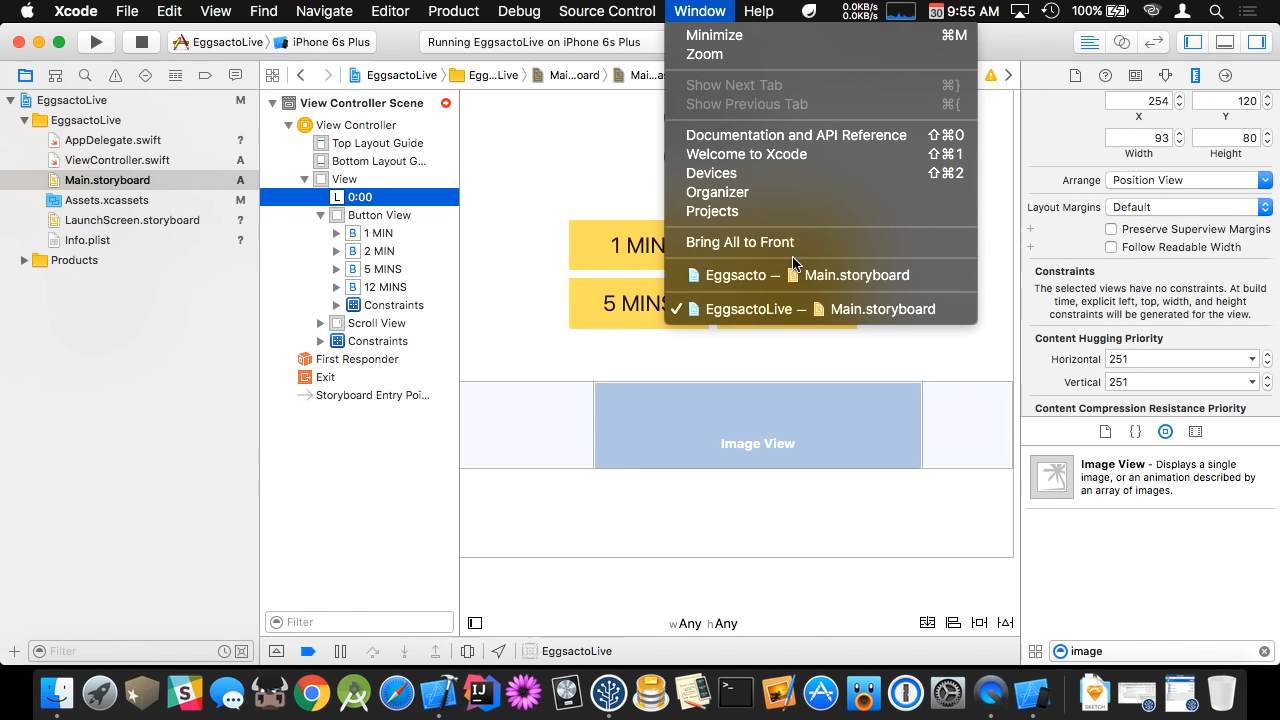 Xcode File Edit View Find Navigate Editor Product Debug Source Control Window Help 0.0KB/s 0.0KB/s 30 9:55 AM 100%
EggsactoLive iPhone 6s Plus Running EggsactoLive on iPhone 6s Plus
EggsactoLive Egg...Live Mai...oard
EggsactoLive M
EggsactoLive
AppDelegate.swift ?
ViewController.swift A
Main.storyboard A
Assets.xcassets M
LaunchScreen.storyboard ?
Info.plist ?
Products
Filter
View Controller Scene
View Controller
Top Layout Guide
Bottom Layout G...
View
L 0:00
Button View
B 1 MIN
B 2 MIN
B 5 MINS
B 12 MINS
Constraints
Scroll View
Constraints
First Responder
Exit
Storyboard Entry Poi...
Filter
Minimize ⌘M
Zoom
Show Next Tab ⌘}
Show Previous Tab ⌘{
Documentation and API Reference ⇧⌘0
Welcome to Xcode ⇧⌘1
Devices ⇧⌘2
Organizer
Projects
Bring All to Front
Eggsacto — Main.storyboard
✓ EggsactoLive — Main.storyboard
1 MIN
5 MINS
Image View
wAny hAny
EggsactoLive
254 120
X Y
93 80
Width Height
Arrange Position View
Layout Margins Default
Preserve Superview Margins
Follow Readable Width
Constraints
The selected views have no constraints. At build
time, explicit left, top, width, and height
constraints will be generated for the view.
Content Hugging Priority
Horizontal 251
Vertical 251
Content Compression Resistance Priority
{ }
Image View - Displays a single
image, or an animation described by
an array of images.
image